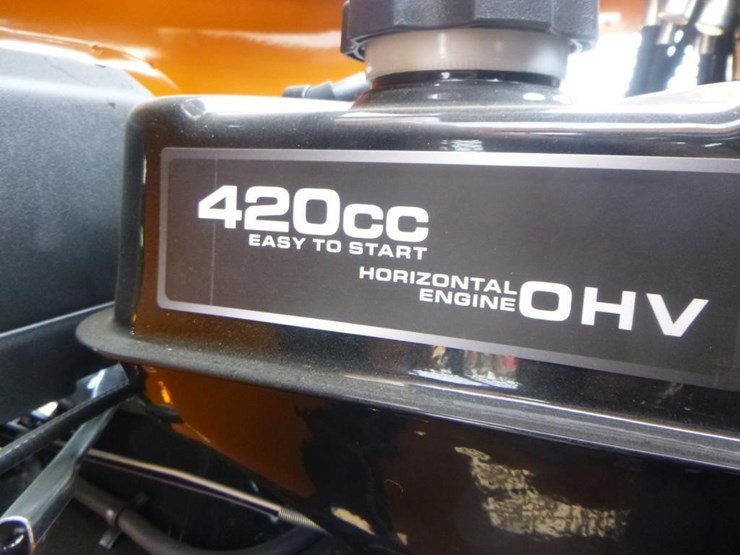 420cc
EASY TO START
HORIZONTAL
ENGINE OHV